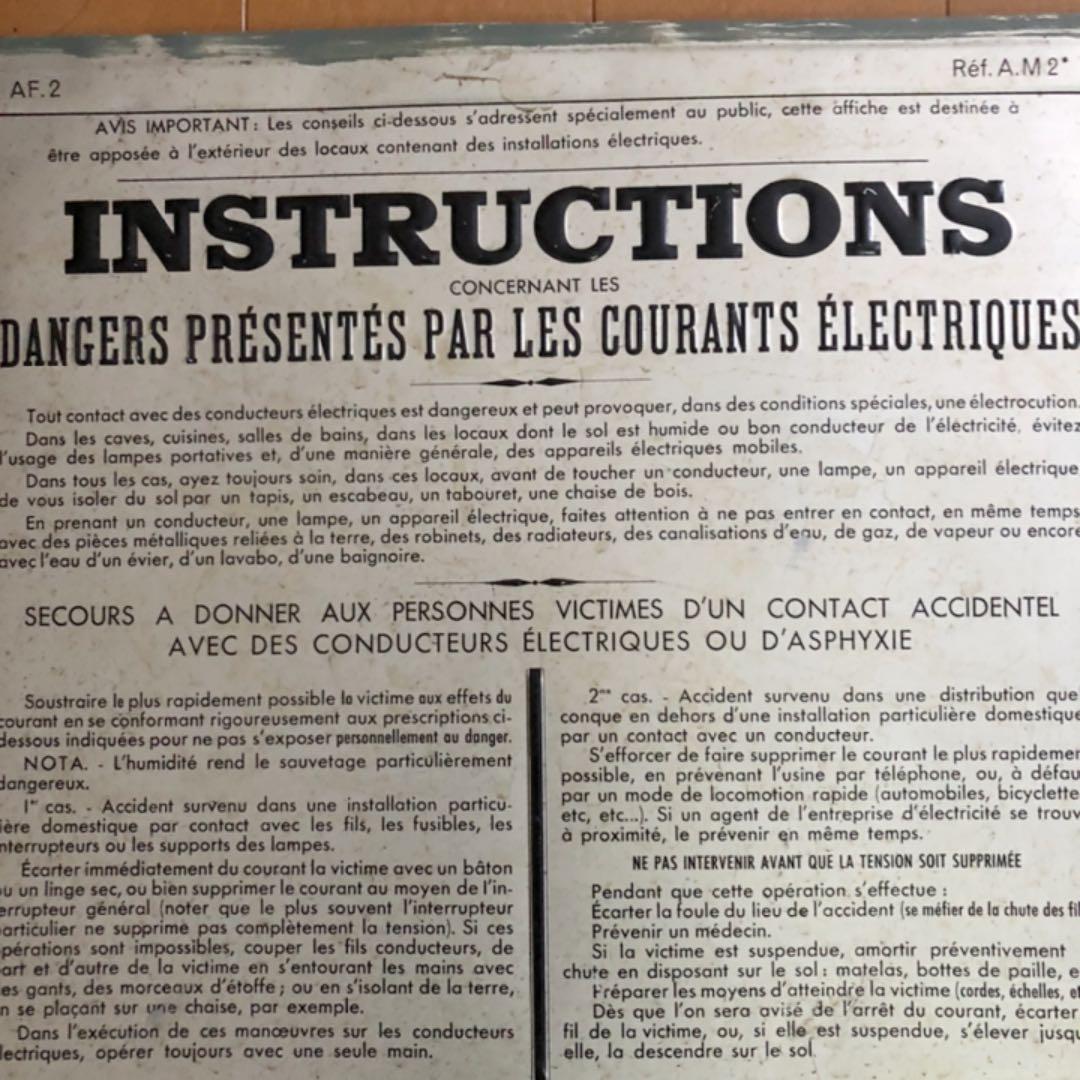 AF.2
Réf. A.M 2*
AVIS IMPORTANT : Les conseils ci-dessous s'adressent spécialement au public, cette affiche est destinée à
être apposée à l'extérieur des locaux contenant des installations électriques.
INSTRUCTIONS
CONCERNANT LES
DANGERS PRÉSENTÉS PAR LES COURANTS ÉLECTRIQUES
Tout contact avec des conducteurs électriques est dangereux et peut provoquer, dans des conditions spéciales, une électrocution.
Dans les caves, cuisines, salles de bains, dans les locaux dont le sol est humide ou bon conducteur de l'électricité, évitez
l'usage des lampes portatives et, d'une manière générale, des appareils électriques mobiles.
Dans tous les cas, ayez toujours soin, dans ces locaux, avant de toucher un conducteur, une lampe, un appareil électrique
de vous isoler du sol par un tapis, un escabeau, un tabouret, une chaise de bois.
En prenant un conducteur, une lampe, un appareil électrique, faites attention à ne pas entrer en contact, en même temps
avec des pièces métalliques reliées à la terre, des robinets, des radiateurs, des canalisations d'eau, de gaz, de vapeur ou encore
avec l'eau d'un évier, d'un lavabo, d'une baignoire.
SECOURS A DONNER AUX PERSONNES VICTIMES D'UN CONTACT ACCIDENTEL
AVEC DES CONDUCTEURS ÉLECTRIQUES OU D'ASPHYXIE
Soustraire le plus rapidement possible la victime aux effets du
courant en se conformant rigoureusement aux prescriptions ci-
dessous indiquées pour ne pas s'exposer personnellement au danger.
NOTA. - L'humidité rend le sauvetage particulièrement
dangereux.
1er cas. - Accident survenu dans une installation particu-
ière domestique par contact avec les fils, les fusibles, les
nterrupteurs ou les supports des lampes.
Écarter immédiatement du courant la victime avec un bâton
ou un linge sec, ou bien supprimer le courant au moyen de l'in-
errupteur général (noter que le plus souvent l'interrupteur
articulier ne supprime pas complètement la tension). Si ces
pérations sont impossibles, couper les fils conducteurs, de
art et d'autre de la victime en s'entourant les mains avec
es gants, des morceaux d'étoffe ; ou en s'isolant de la terre,
n se plaçant sur une chaise, par exemple.
Dans l'exécution de ces manœuvres sur les conducteurs
lectriques, opérer toujours avec une seule main.
2me cas. - Accident survenu dans une distribution quel
conque en dehors d'une installation particulière domestique
par un contact avec un conducteur.
S'efforcer de faire supprimer le courant le plus rapidemen
possible, en prévenant l'usine par téléphone, ou, à défau
par un mode de locomotion rapide (automobiles, bicyclette
etc, etc...). Si un agent de l'entreprise d'électricité se trouv
à proximité, le prévenir en même temps.
NE PAS INTERVENIR AVANT QUE LA TENSION SOIT SUPPRIMÉE
Pendant que cette opération s'effectue :
Écarter la foule du lieu de l'accident (se méfier de la chute des fil
Prévenir un médecin.
Si la victime est suspendue, amortir préventivement
chute en disposant sur le sol : matelas, bottes de paille, e
Préparer les moyens d'atteindre la victime (cordes, échelles, et
Dès que l'on sera avisé de l'arrêt du courant, écarter
fil de la victime, ou, si elle est suspendue, s'élever jusqu
elle, la descendre sur le sol.